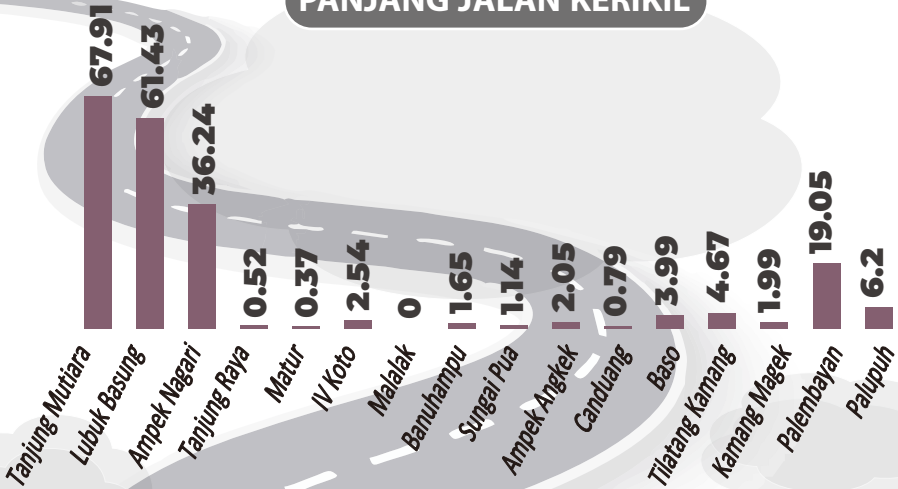 PANJANG JALAN KERIKIL
67.91
61.43
36.24
0.52
0.37
2.54
0
1.65
1.14
2.05
0.79
3.99
4.67
1.99
19.05
6.2
Tanjung Mutiara
Lubuk Basung
Ampek Nagari
Tanjung Raya
Matur
IV Koto
Malalak
Banuhampu
Sungai Pua
Ampek Angkek
Canduang
Baso
Tilatang Kamang
Kamang Magek
Palembayan
Palupuh